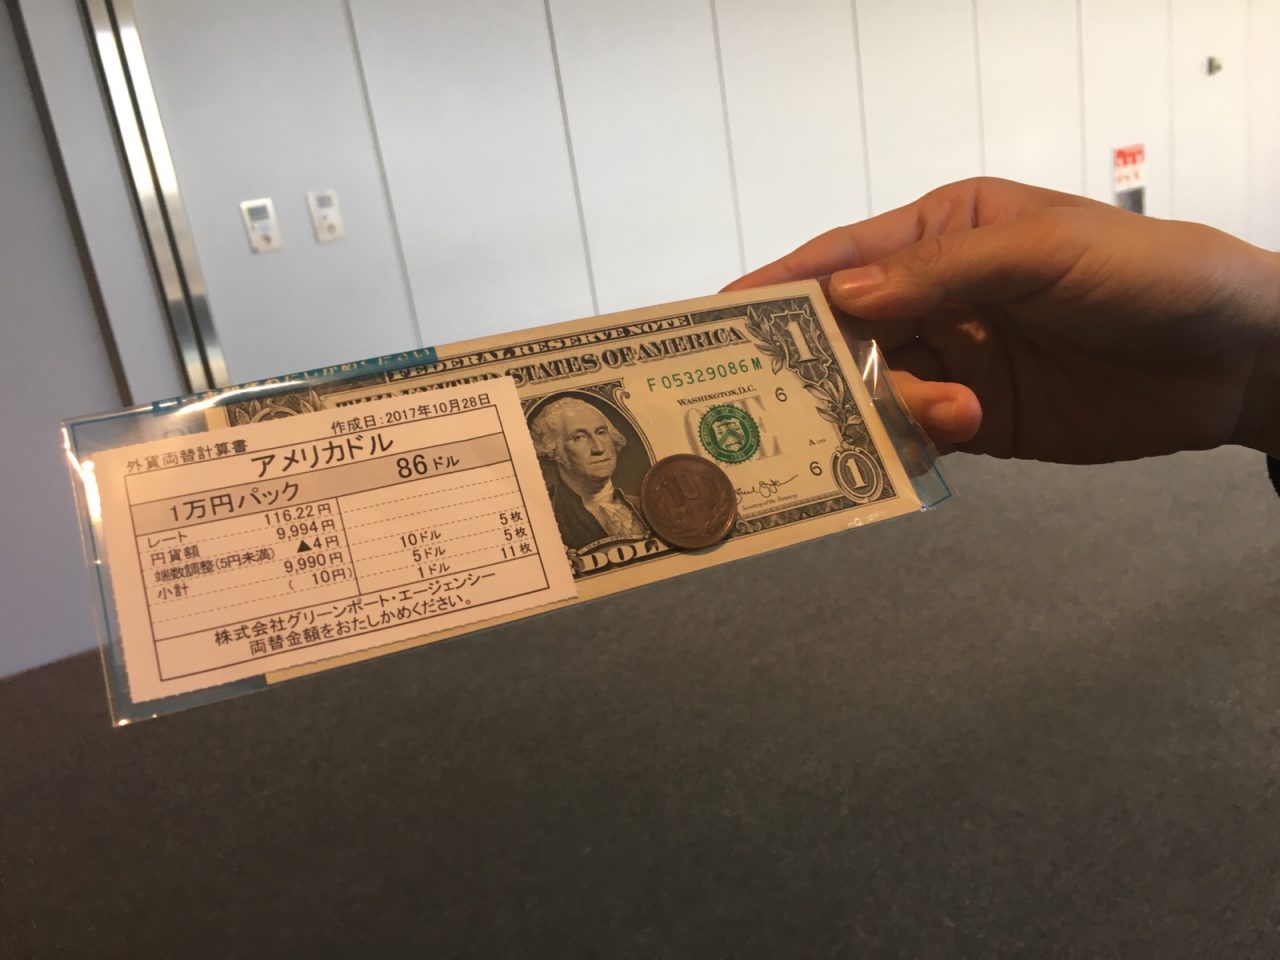 作成日:2017年10月28日
外貨両替計算書
アメリカドル
1万円パック 86ドル
レート 116.22円
円貨額 9,994円 10ドル 5枚
端数調整(5円未満) ▲4円 5ドル 5枚
小計 9,990円 1ドル 11枚
( 10円)
株式会社グリーンポート・エージェンシー
両替金額をおたしかめください。
FEDERAL RESERVE NOTE
THE UNITED STATES OF AMERICA
F 05329086 M
WASHINGTON, D.C.
6
1
ONE
6
1
Secretary of the Treasury
WASHINGTON
DOLL
10